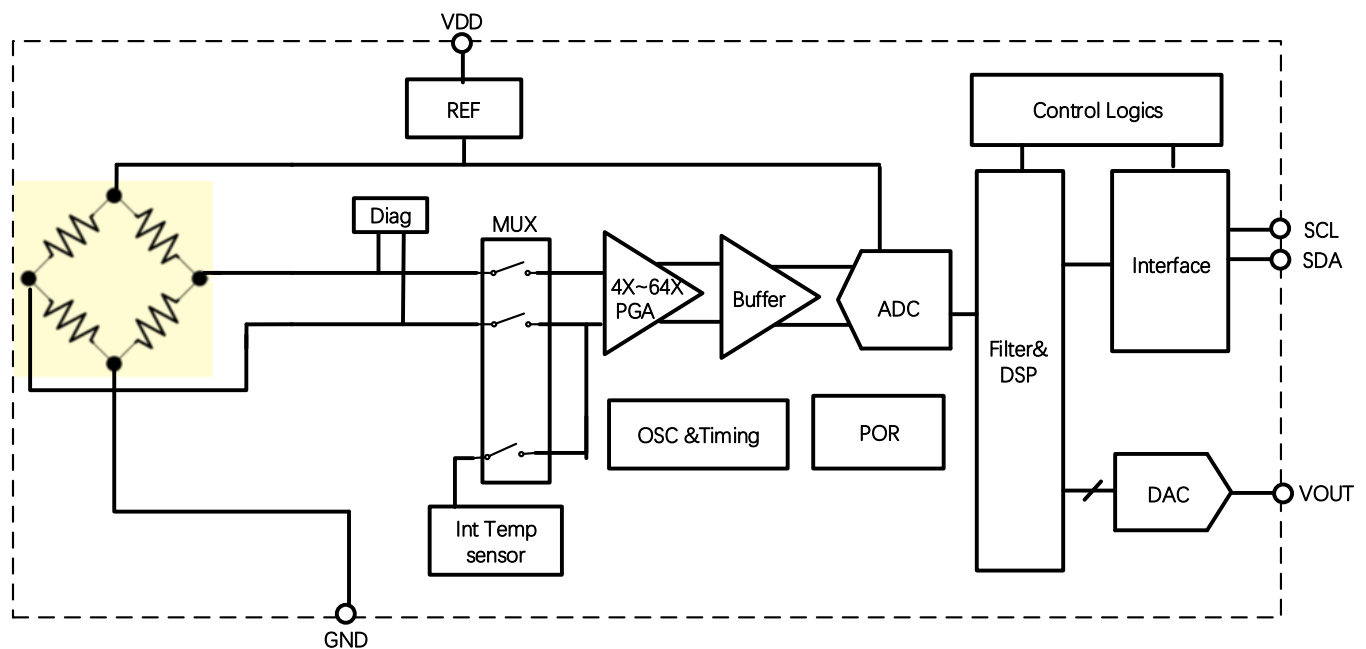 VDD
REF
Control Logics
Diag
MUX
SCL
SDA
Interface
4X~64X
PGA
Buffer
ADC
Filter&
DSP
OSC &Timing
POR
DAC
VOUT
Int Temp
sensor
GND